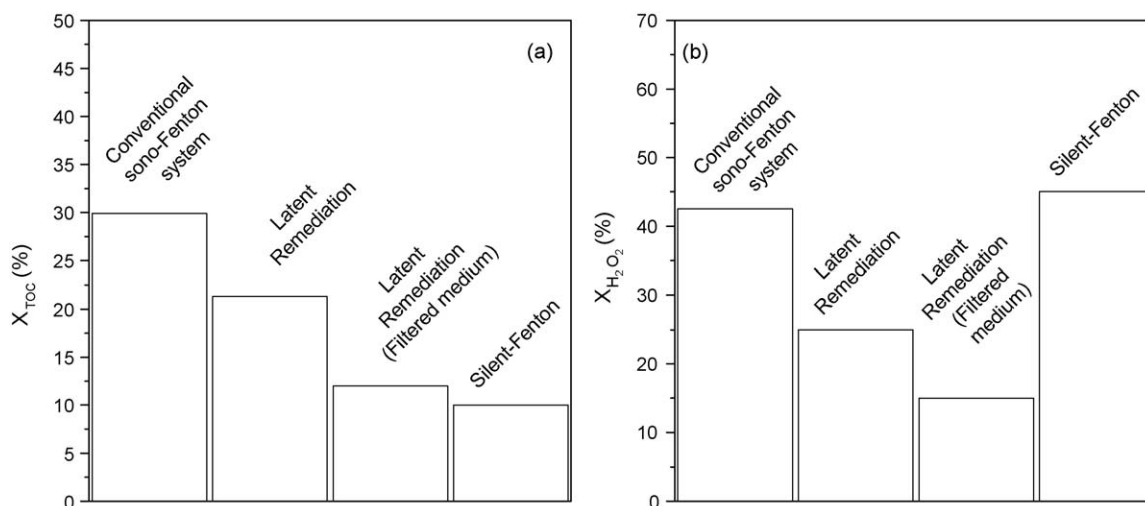 50
45
40
35
30
25
20
15
10
5
0
X_TOC (%)
(a)
Conventional
sono-Fenton
system
Latent
Remediation
Latent
Remediation
(Filtered medium)
Silent-Fenton
70
60
50
40
30
20
10
0
X_H₂O₂ (%)
(b)
Conventional
sono-Fenton
system
Latent
Remediation
Latent
Remediation
(Filtered
medium)
Silent-Fenton